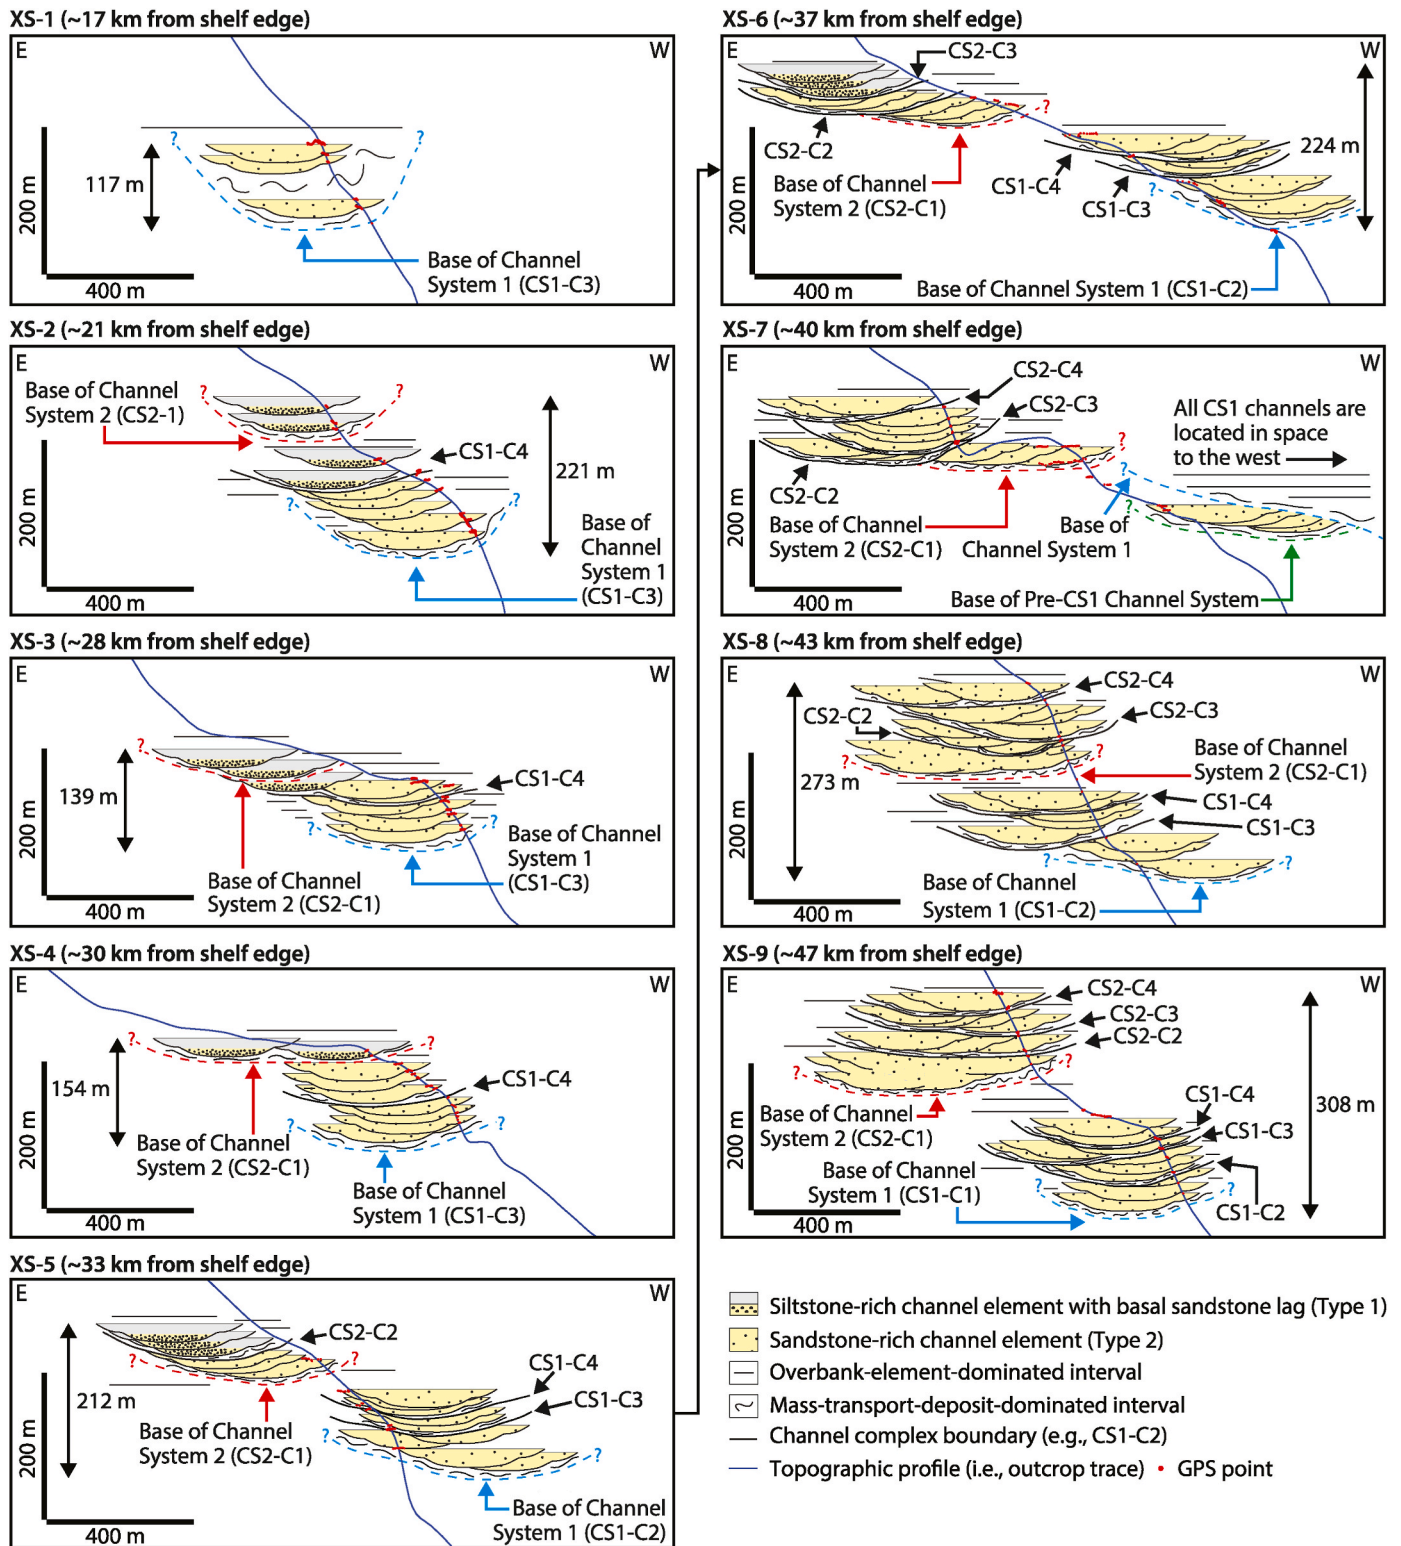 XS-1 (~17 km from shelf edge)
E
W
?
?
117 m
200 m
400 m
Base of Channel
System 1 (CS1-C3)
XS-2 (~21 km from shelf edge)
E
W
Base of Channel
System 2 (CS2-1)
?
?
CS1-C4
221 m
?
?
200 m
400 m
Base of
Channel
System 1
(CS1-C3)
XS-3 (~28 km from shelf edge)
E
W
?
139 m
CS1-C4
?
?
200 m
400 m
Base of Channel
System 1
(CS1-C3)
Base of Channel
System 2 (CS2-C1)
XS-4 (~30 km from shelf edge)
E
W
?
?
154 m
CS1-C4
?
?
200 m
400 m
Base of Channel
System 2 (CS2-C1)
Base of Channel
System 1 (CS1-C3)
XS-5 (~33 km from shelf edge)
E
W
CS2-C2
?
?
212 m
CS1-C4
CS1-C3
Base of Channel
System 2 (CS2-C1)
?
?
200 m
400 m
Base of Channel
System 1 (CS1-C2)
XS-6 (~37 km from shelf edge)
E
W
CS2-C3
?
CS2-C2
224 m
Base of Channel
System 2 (CS2-C1)
CS1-C4
CS1-C3
?
200 m
400 m
Base of Channel System 1 (CS1-C2)
XS-7 (~40 km from shelf edge)
E
W
CS2-C4
CS2-C3
All CS1 channels are
located in space
to the west
?
?
CS2-C2
?
200 m
Base of Channel
System 2 (CS2-C1)
Base of
Channel System 1
400 m
Base of Pre-CS1 Channel System
XS-8 (~43 km from shelf edge)
E
W
CS2-C4
CS2-C3
CS2-C2
?
?
Base of Channel
System 2 (CS2-C1)
273 m
CS1-C4
CS1-C3
?
?
200 m
400 m
Base of Channel
System 1 (CS1-C2)
XS-9 (~47 km from shelf edge)
E
W
CS2-C4
CS2-C3
CS2-C2
?
?
Base of Channel
System 2 (CS2-C1)
CS1-C4
CS1-C3
308 m
Base of Channel
System 1 (CS1-C1)
?
?
CS1-C2
200 m
400 m
Siltstone-rich channel element with basal sandstone lag (Type 1)
Sandstone-rich channel element (Type 2)
Overbank-element-dominated interval
Mass-transport-deposit-dominated interval
Channel complex boundary (e.g., CS1-C2)
Topographic profile (i.e., outcrop trace)
GPS point